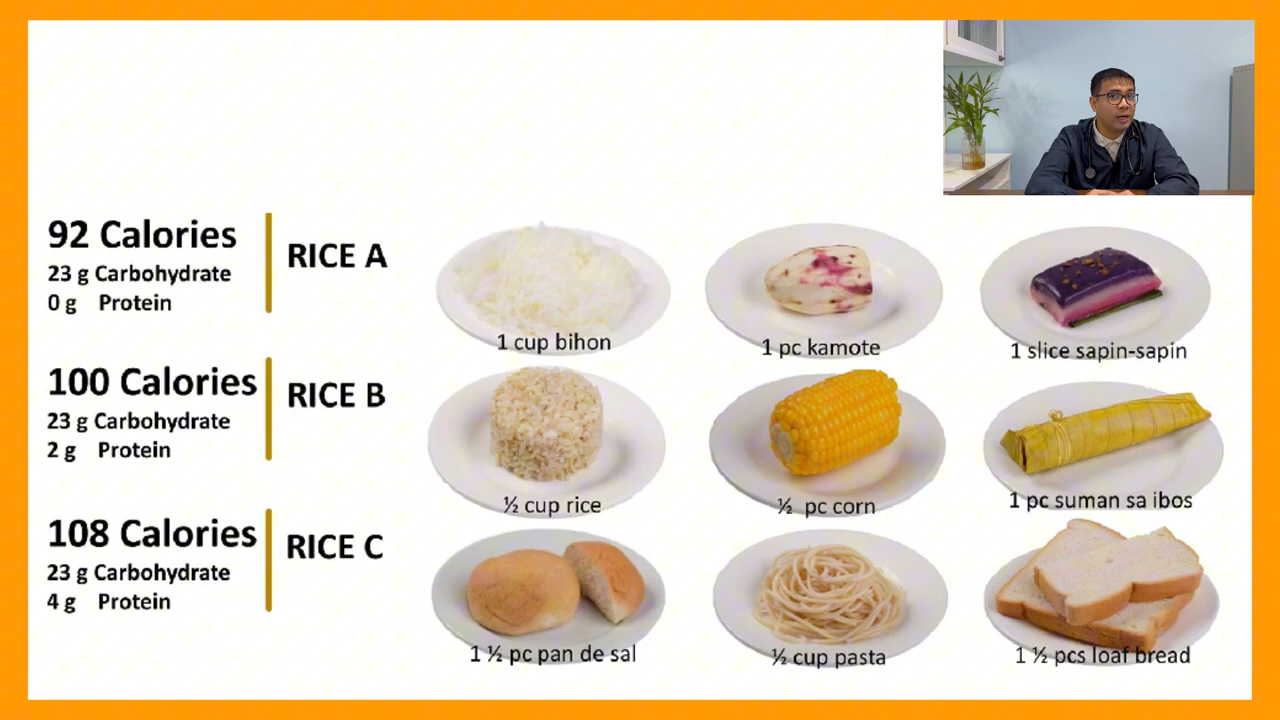 92 Calories
23 g Carbohydrate
0 g Protein
RICE A
1 cup bihon
1 pc kamote
1 slice sapin-sapin
100 Calories
23 g Carbohydrate
2 g Protein
RICE B
½ cup rice
½ pc corn
1 pc suman sa ibos
108 Calories
23 g Carbohydrate
4 g Protein
RICE C
1 ½ pc pan de sal
½ cup pasta
1 ½ pcs loaf bread